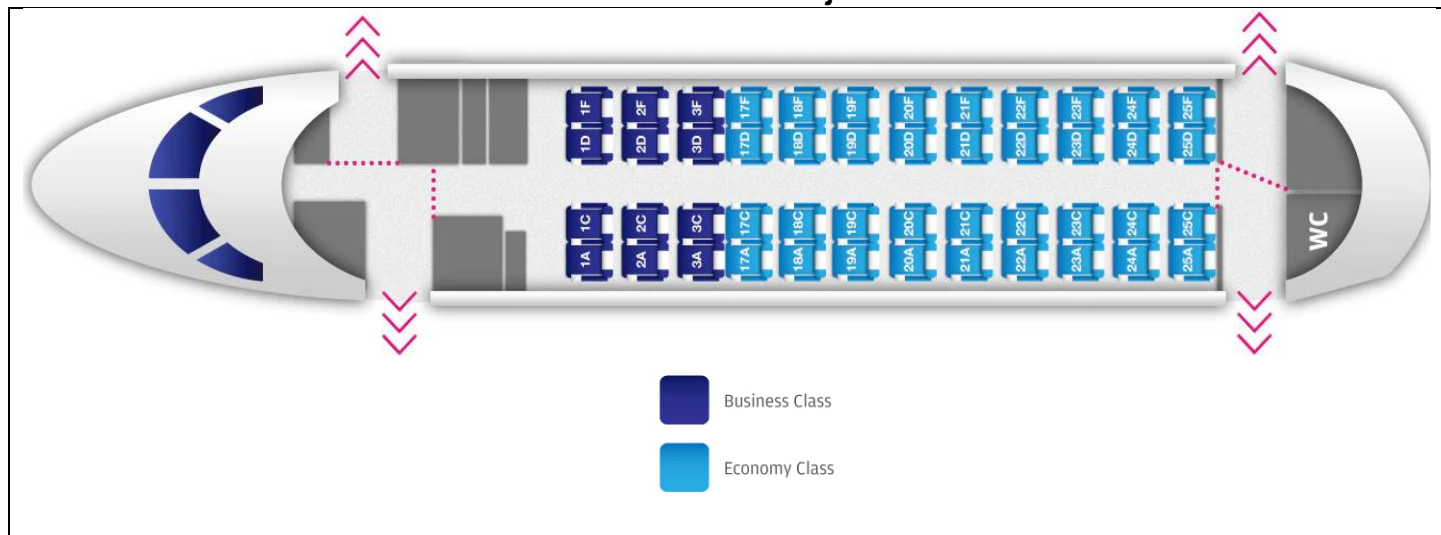 1F 2F 3F 17F 18F 19F 20F 21F 22F 23F 24F 25F
1D 2D 3D 17D 18D 19D 20D 21D 22D 23D 24D 25D
1C 2C 3C 17C 18C 19C 20C 21C 22C 23C 24C 25C
1A 2A 3A 17A 18A 19A 20A 21A 22A 23A 24A 25A
WC
Business Class
Economy Class